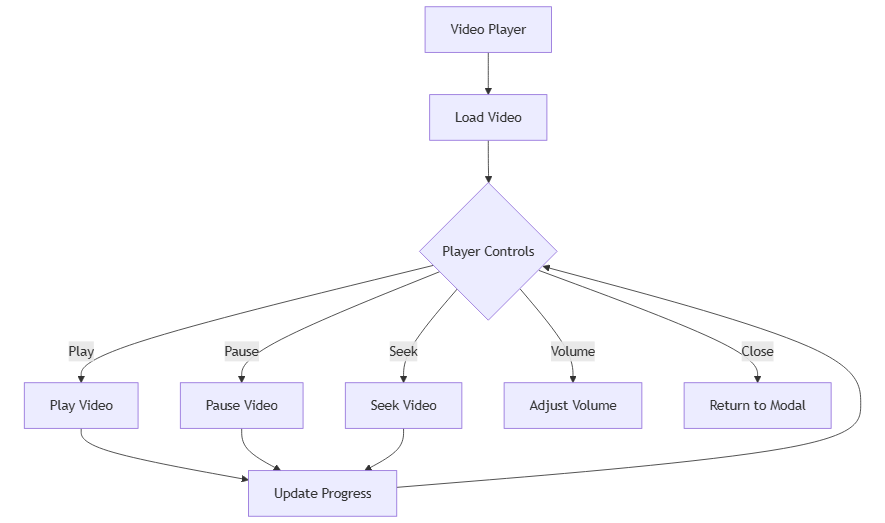 Video Player
Load Video
Player Controls
Play
Pause
Seek
Volume
Close
Play Video
Pause Video
Seek Video
Adjust Volume
Return to Modal
Update Progress